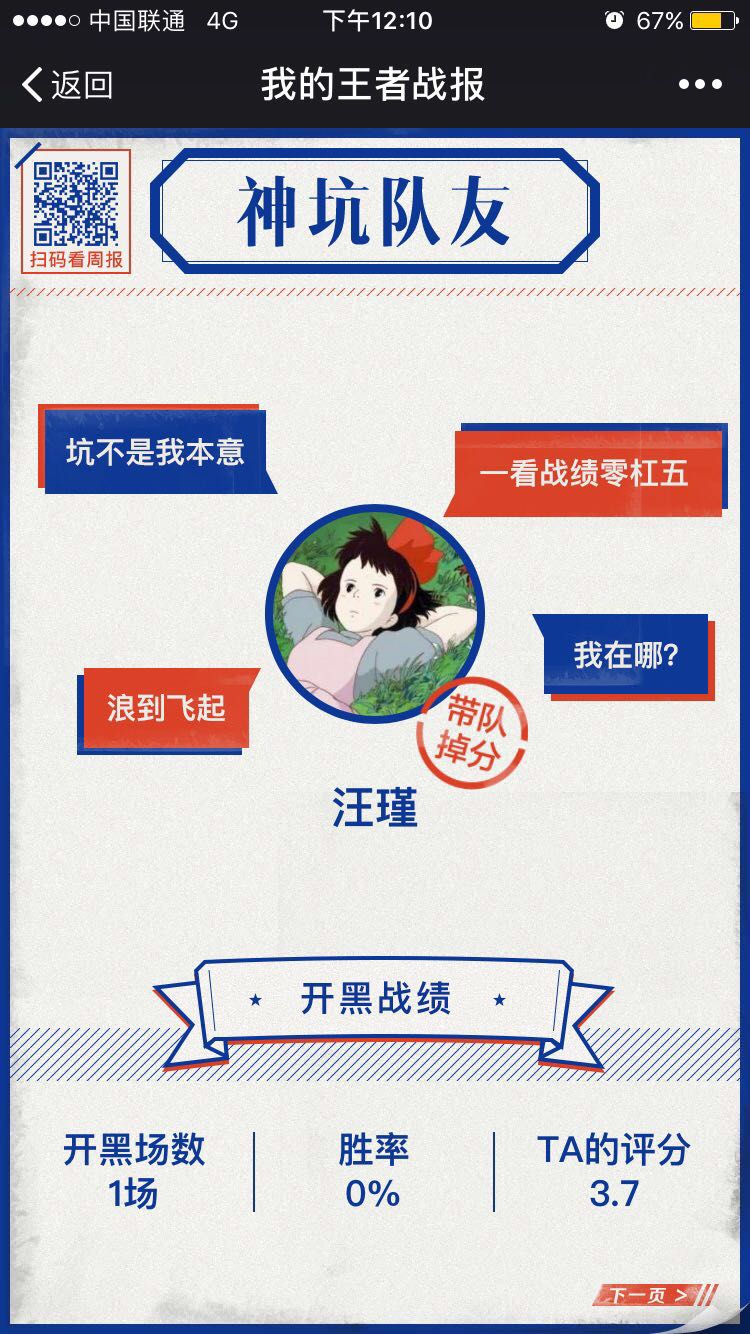 中国联通 4G 下午12:10 67%
返回 我的王者战报
神坑队友
扫码看周报
坑不是我本意
一看战绩零杠五
我在哪?
浪到飞起
带队
掉分
汪瑾
开黑战绩
开黑场数 胜率 TA的评分
1场 0% 3.7
下一页 >